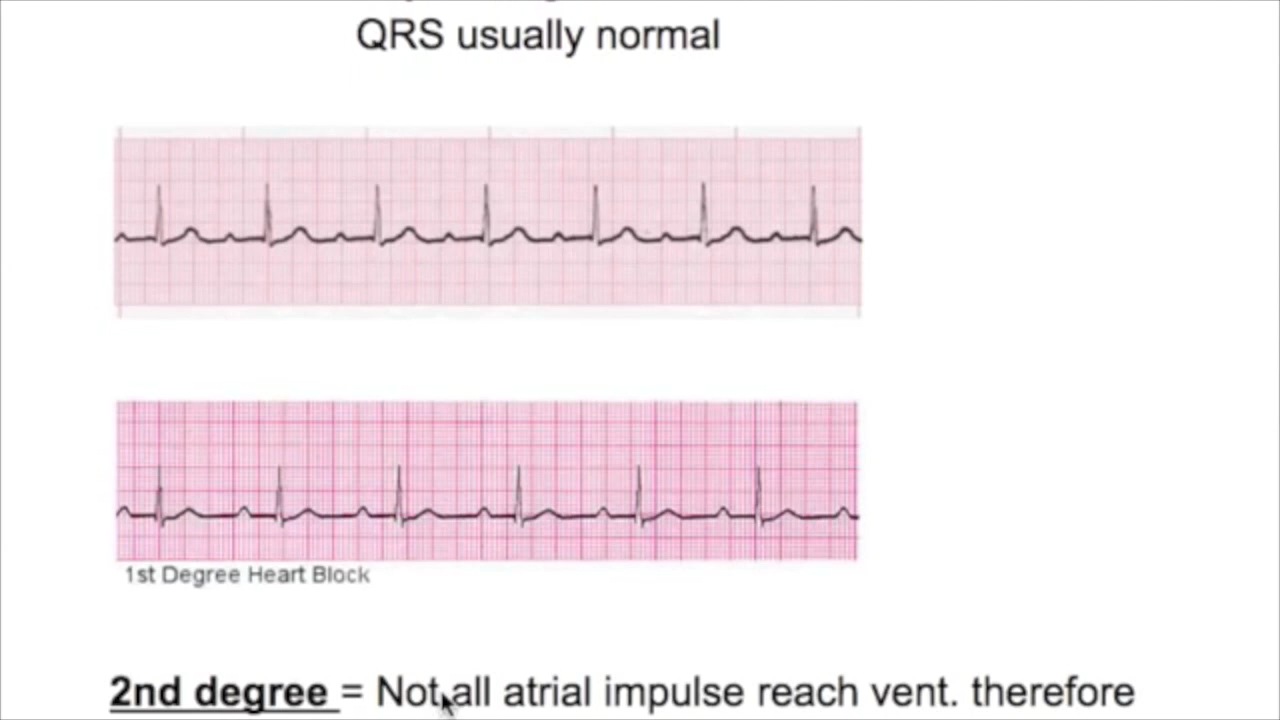 QRS usually normal
1st Degree Heart Block
2nd degree = Not all atrial impulse reach vent. therefore